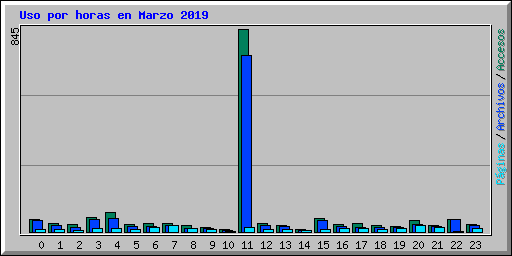 Uso por horas en Marzo 2019
845
Páginas / Archivos / Accesos
0 1 2 3 4 5 6 7 8 9 10 11 12 13 14 15 16 17 18 19 20 21 22 23